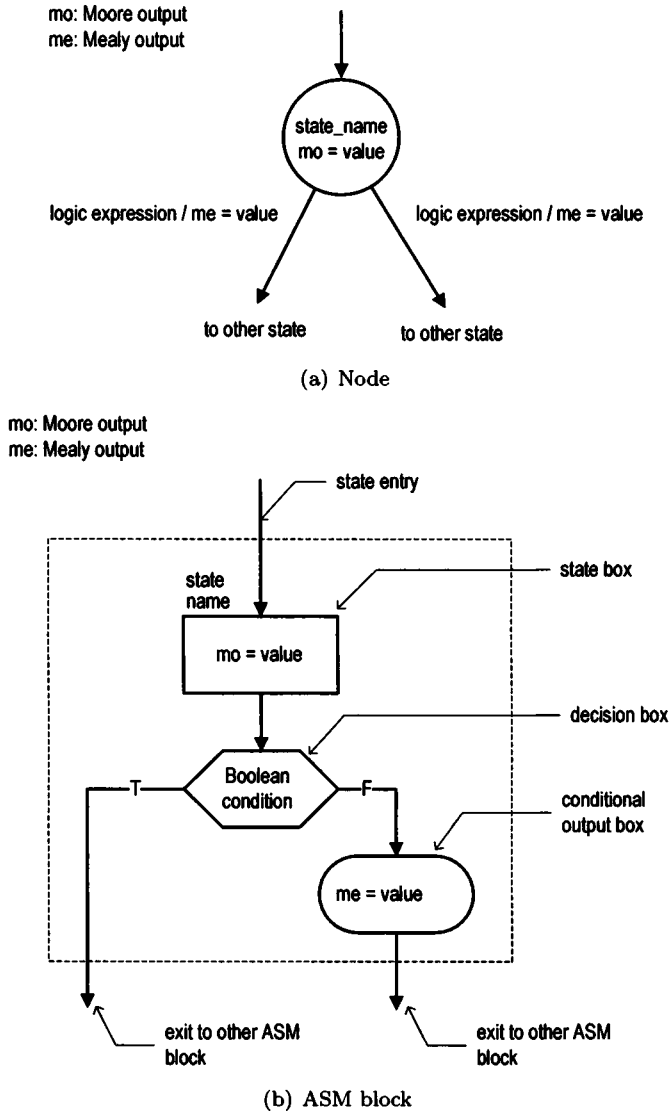 mo: Moore output
me: Mealy output
state_name
mo = value
logic expression / me = value
logic expression / me = value
to other state
to other state
(a) Node
mo: Moore output
me: Mealy output
state entry
state
name
state box
mo = value
decision box
T
Boolean
condition
F
conditional
output box
me = value
exit to other ASM
block
exit to other ASM
block
(b) ASM block